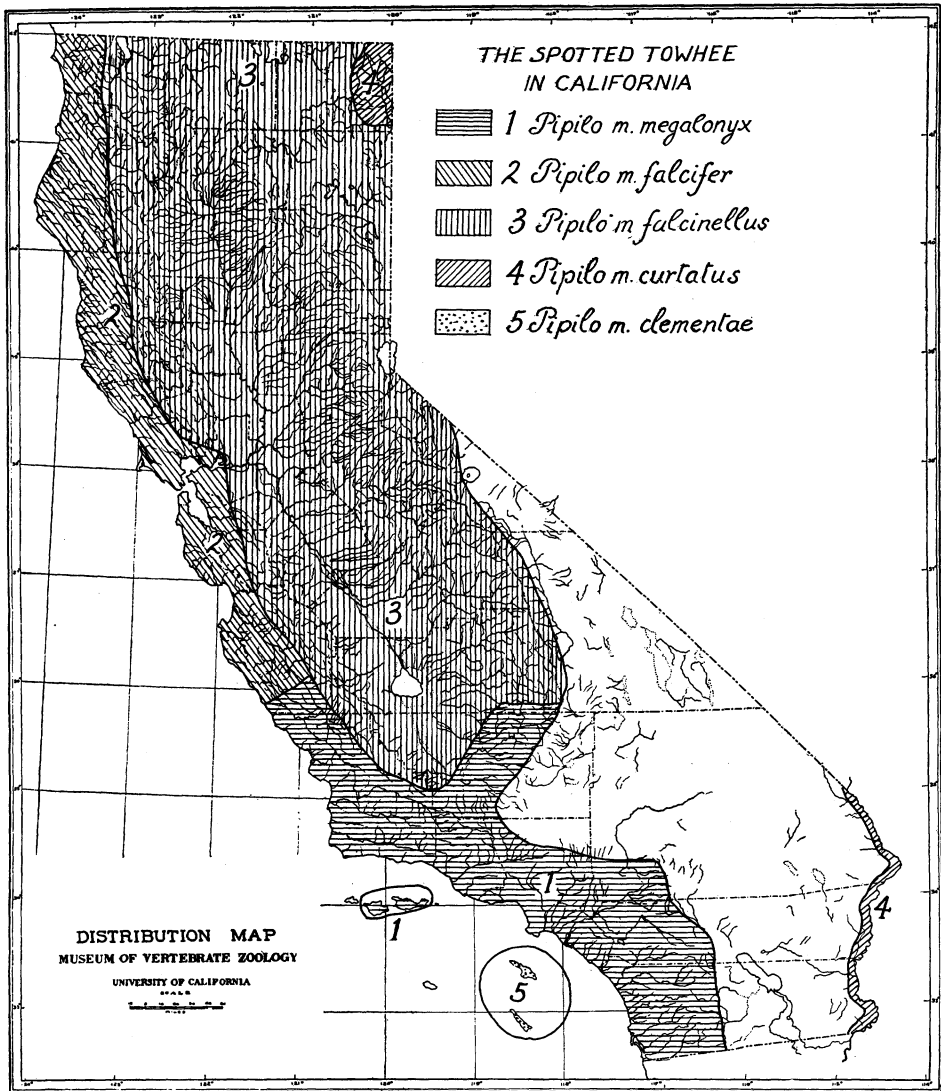 THE SPOTTED TOWHEE
IN CALIFORNIA
1 Pipilo m. megalonyx
2 Pipilo m. falcifer
3 Pipilo m falcinellus
4 Pipilo m. curtatus
5 Pipilo m. clementae
3
4
2
2
3
1
4
1
5
DISTRIBUTION MAP
MUSEUM OF VERTEBRATE ZOOLOGY
UNIVERSITY OF CALIFORNIA
SCALE
MILES